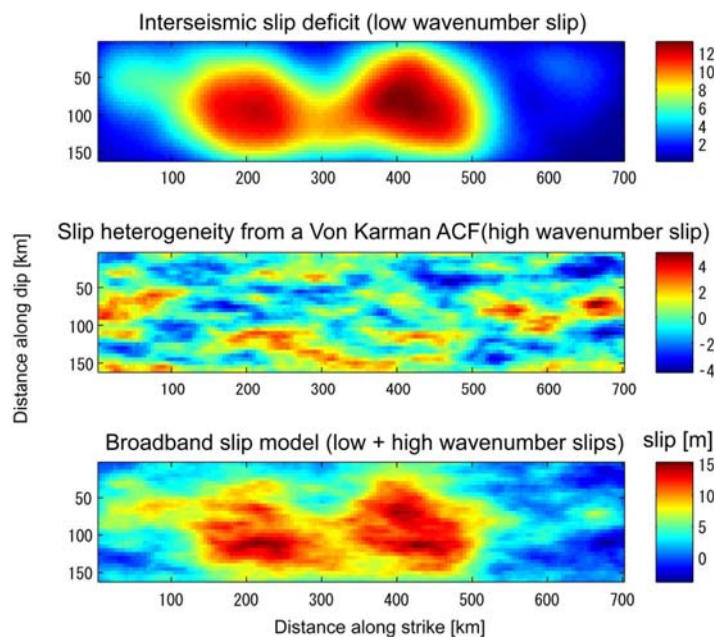 Interseismic slip deficit (low wavenumber slip)
50
100
150
100 200 300 400 500 600 700
12
10
8
6
4
2
Slip heterogeneity from a Von Karman ACF(high wavenumber slip)
Distance along dip [km]
50
100
150
100 200 300 400 500 600 700
4
2
0
-2
-4
Broadband slip model (low + high wavenumber slips)
slip [m]
50
100
150
100 200 300 400 500 600 700
15
10
5
0
Distance along strike [km]